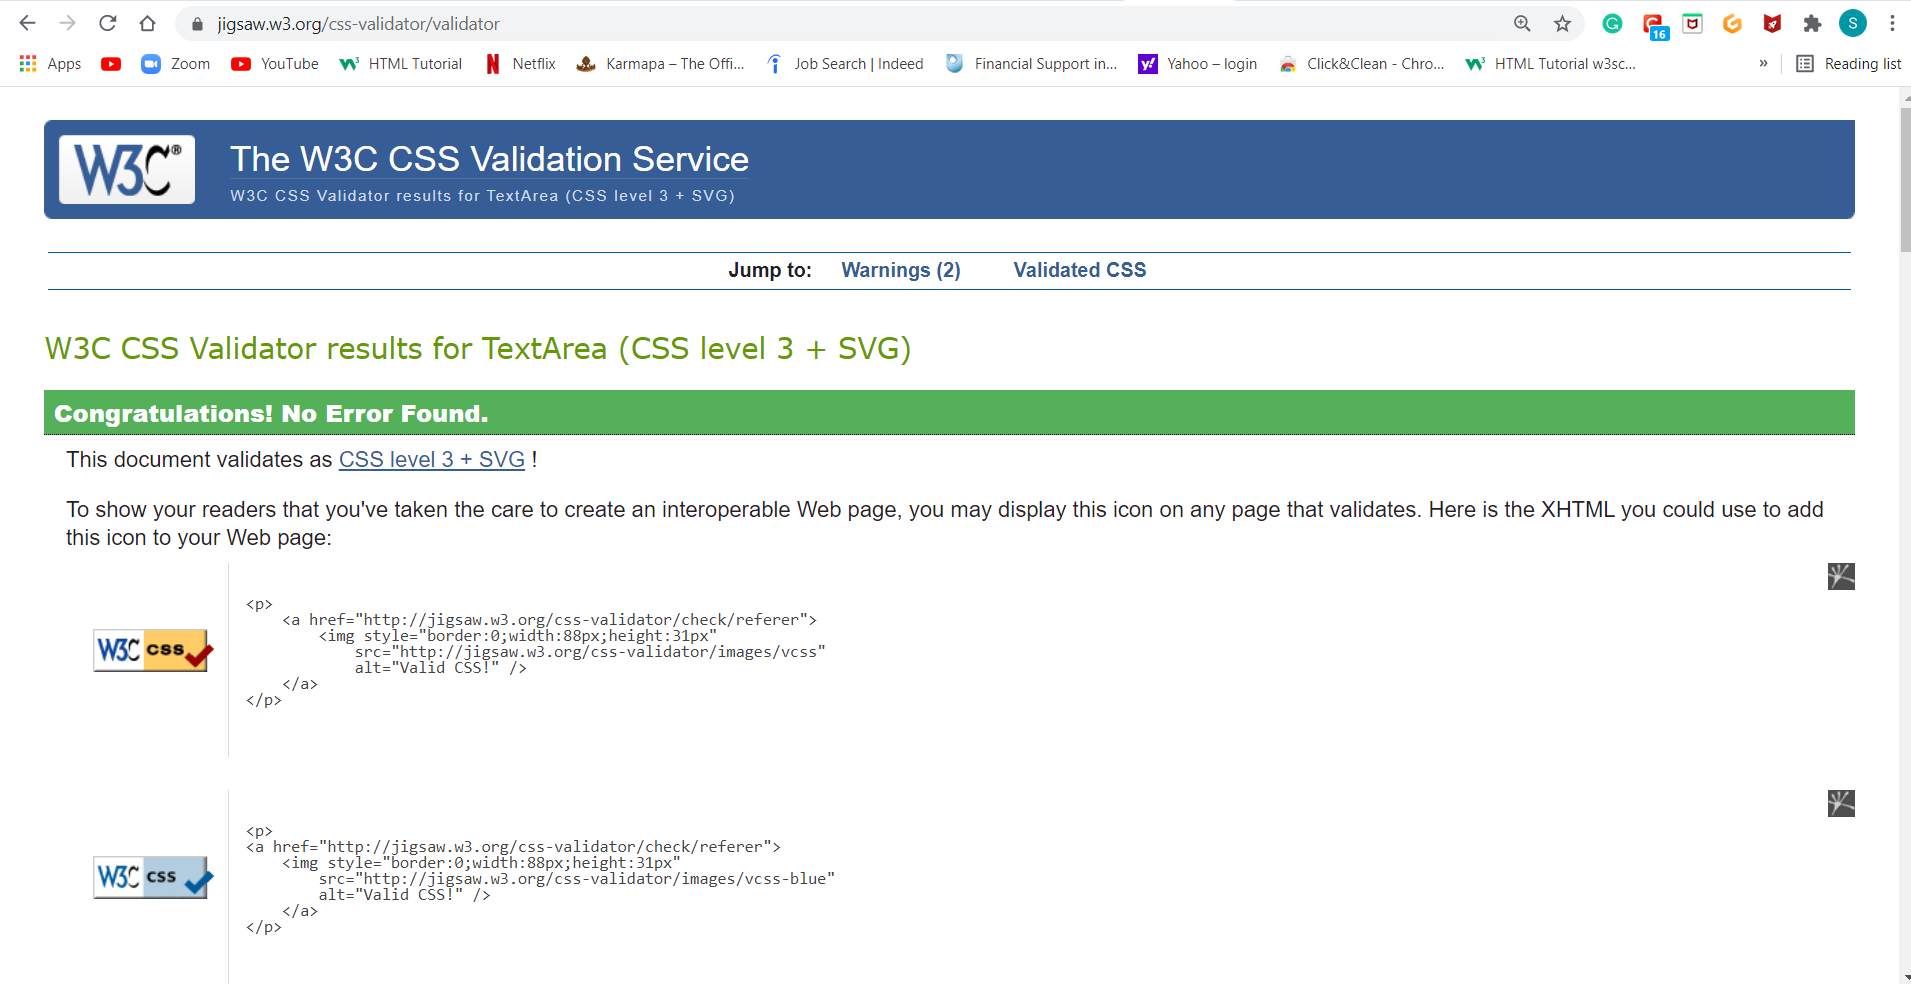 jigsaw.w3.org/css-validator/validator
16
S
Apps Zoom YouTube HTML Tutorial Netflix Karmapa – The Offi... Job Search | Indeed Financial Support in... Yahoo – login Click&Clean - Chro... HTML Tutorial w3sc... » Reading list
W3C® The W3C CSS Validation Service
W3C CSS Validator results for TextArea (CSS level 3 + SVG)
Jump to: Warnings (2) Validated CSS
W3C CSS Validator results for TextArea (CSS level 3 + SVG)
Congratulations! No Error Found.
This document validates as CSS level 3 + SVG !
To show your readers that you've taken the care to create an interoperable Web page, you may display this icon on any page that validates. Here is the XHTML you could use to add
this icon to your Web page:
W3C css
<p>
<a href="http://jigsaw.w3.org/css-validator/check/referer">
<img style="border:0;width:88px;height:31px"
src="http://jigsaw.w3.org/css-validator/images/vcss"
alt="Valid CSS!" />
</a>
</p>
W3C css
<p>
<a href="http://jigsaw.w3.org/css-validator/check/referer">
<img style="border:0;width:88px;height:31px"
src="http://jigsaw.w3.org/css-validator/images/vcss-blue"
alt="Valid CSS!" />
</a>
</p>